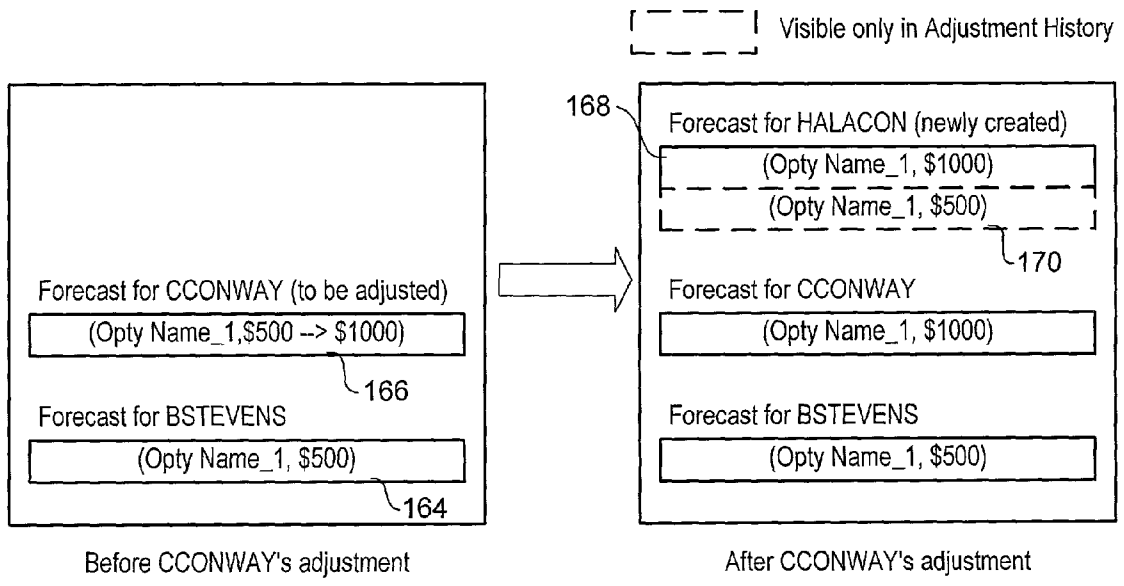 Visible only in Adjustment History
168
Forecast for HALACON (newly created)
(Opty Name_1, $1000)
(Opty Name_1, $500)
170
Forecast for CCONWAY (to be adjusted)
(Opty Name_1,$500 --> $1000)
166
Forecast for CCONWAY
(Opty Name_1, $1000)
Forecast for BSTEVENS
(Opty Name_1, $500)
164
Forecast for BSTEVENS
(Opty Name_1, $500)
Before CCONWAY's adjustment
After CCONWAY's adjustment